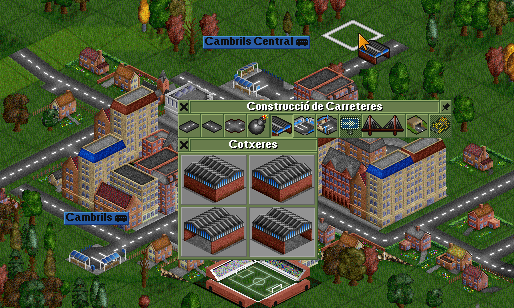 Cambrils Central
Construcció de Carreteres
Cotxeres
Cambrils